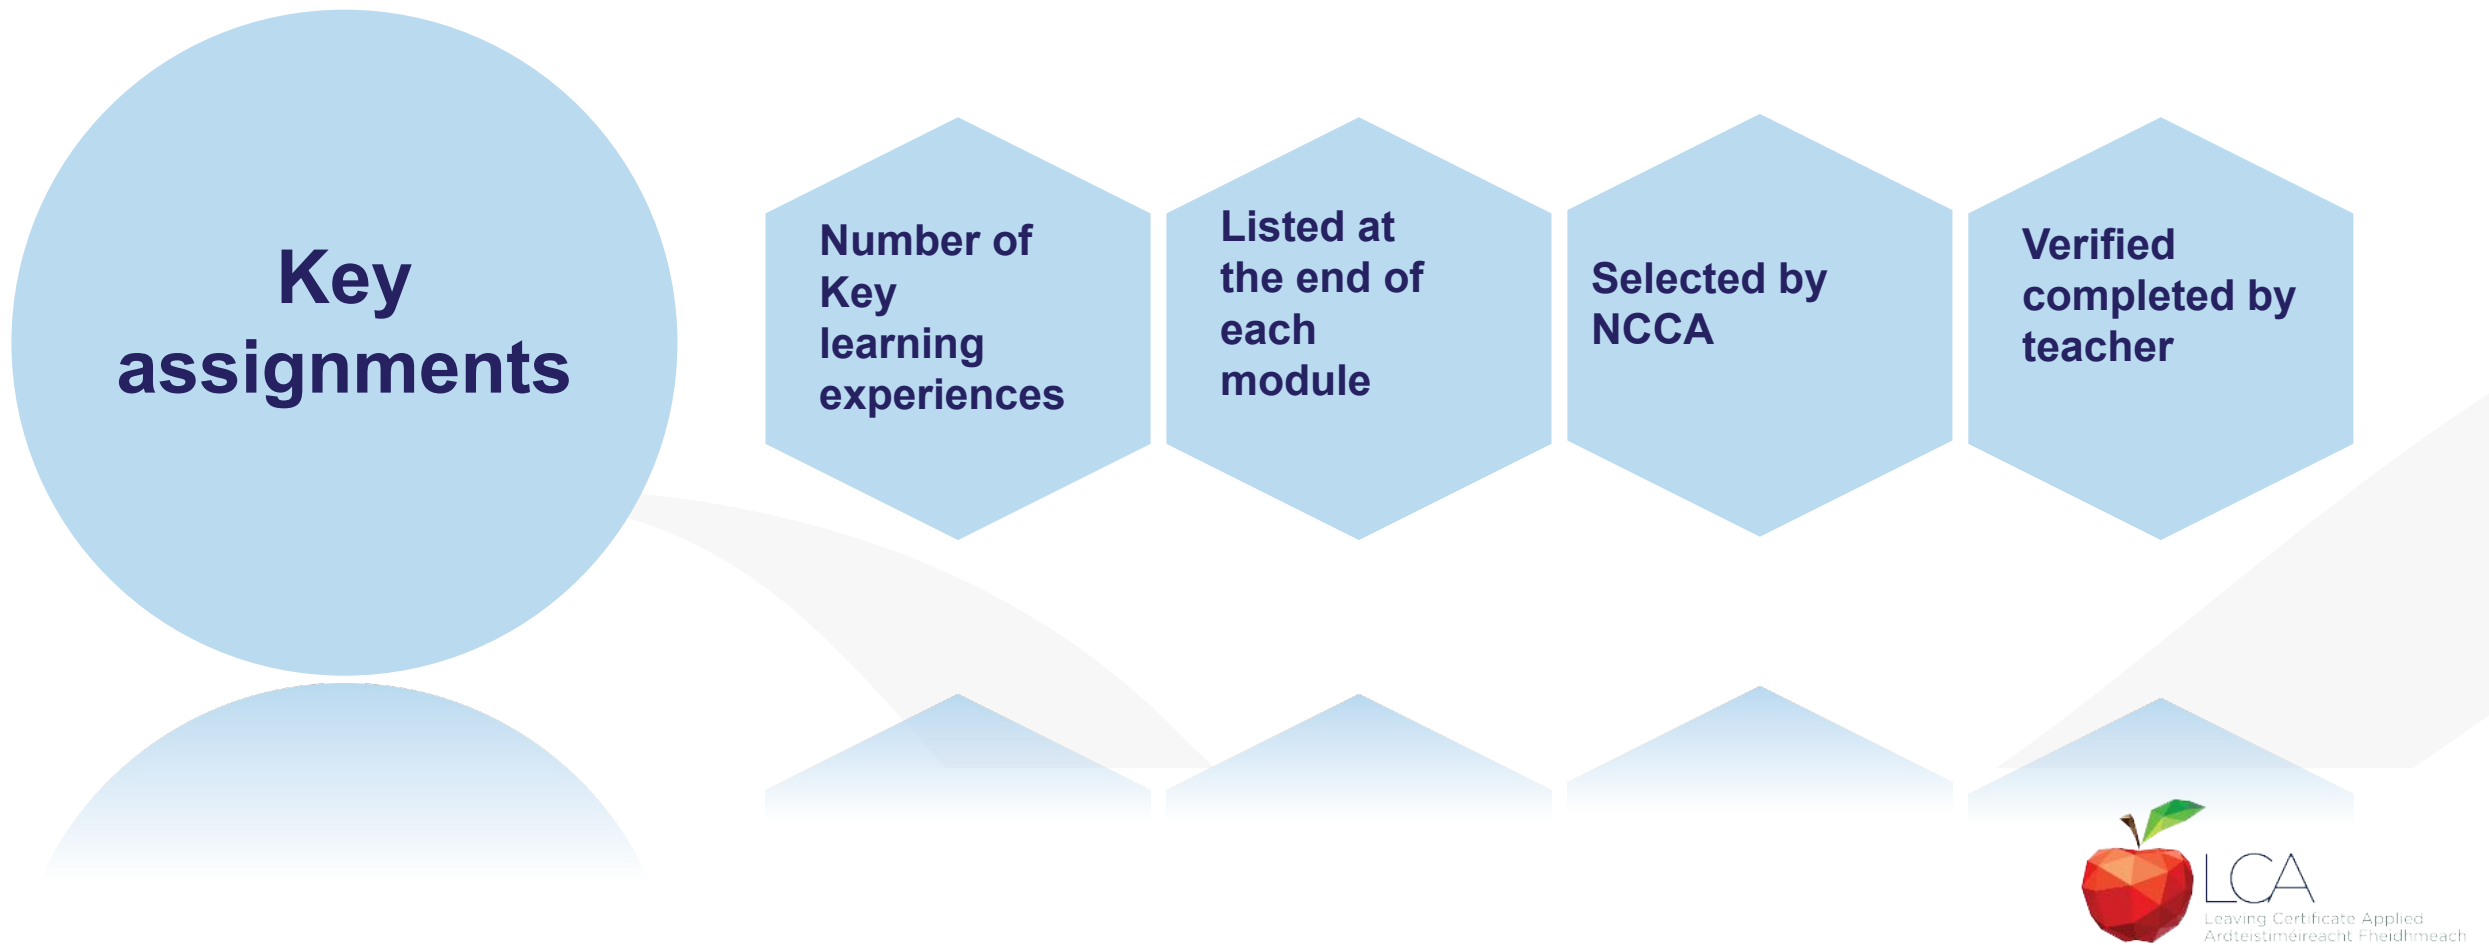 Key
assignments
Number of
Key
learning
experiences
Listed at
the end of
each
module
Selected by
NCCA
Verified
completed by
teacher
LCA
Leaving Certificate Applied
Ardteistiméireacht Fheidhmeach